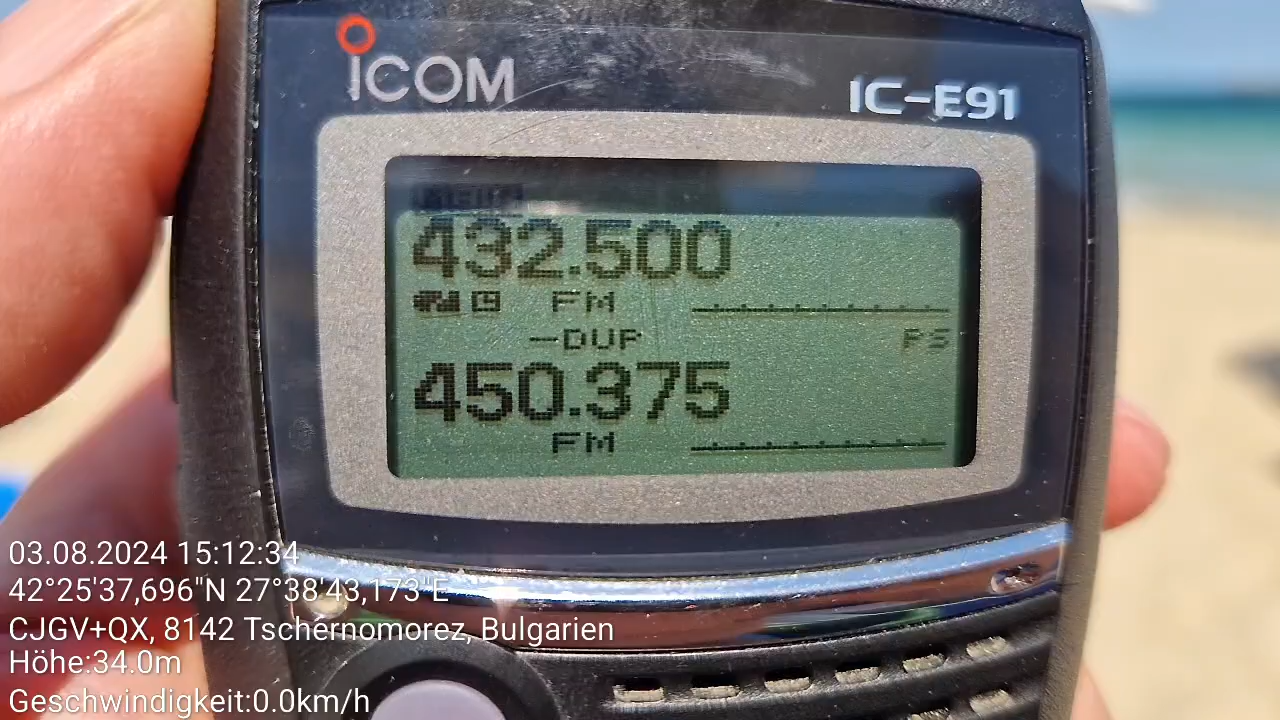 ICOM
IC-E91
432.500
FM
-DUP PS
450.375
FM
03.08.2024 15:12:34
42°25'37,696"N 27°38'43,173"E
CJGV+QX, 8142 Tschernomorez, Bulgarien
Höhe:34.0m
Geschwindigkeit:0.0km/h